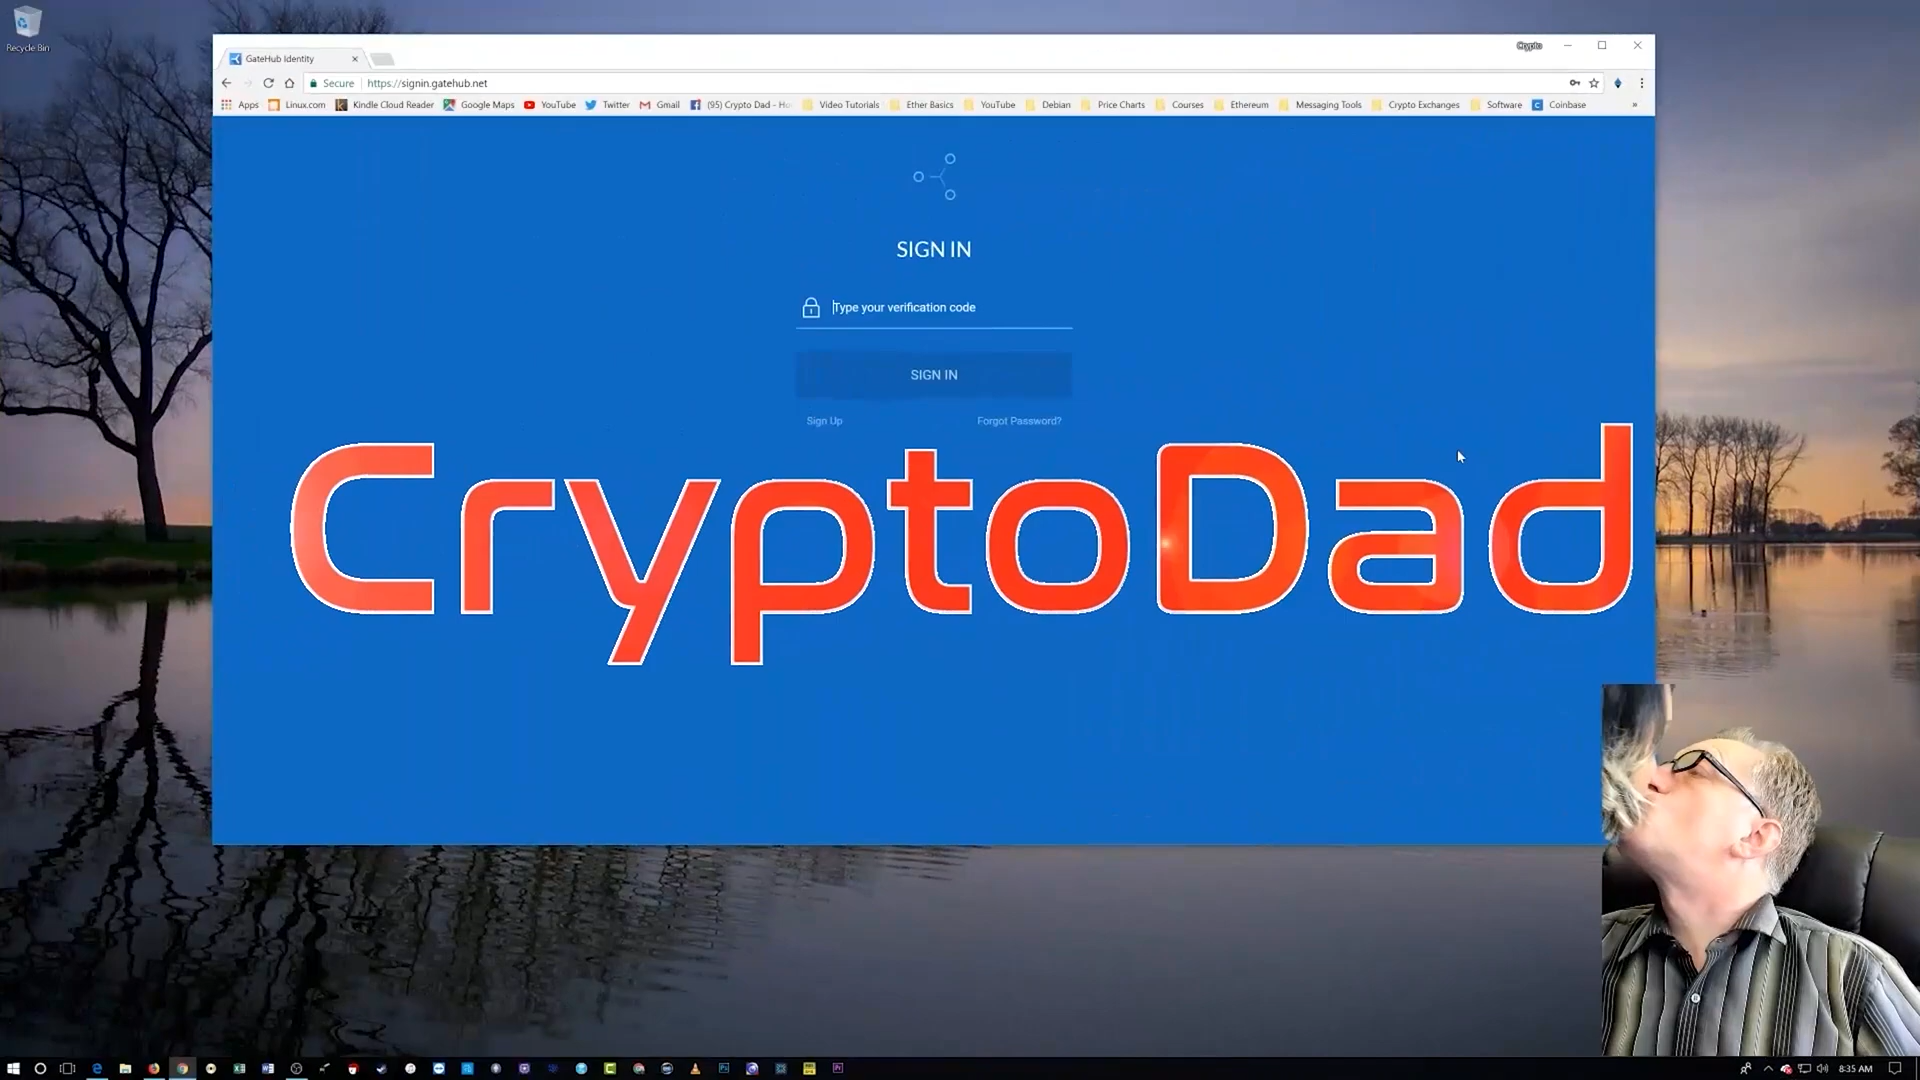 Recycle Bin
Crypto
GateHub Identity
Secure
https://signin.gatehub.net
Apps
Linux.com
Kindle Cloud Reader
Google Maps
YouTube
Twitter
Gmail
(95) Crypto Dad - Ho
Video Tutorials
Ether Basics
YouTube
Debian
Price Charts
Courses
Ethereum
Messaging Tools
Crypto Exchanges
Software
Coinbase
»
SIGN IN
Type your verification code
SIGN IN
Sign Up
Forgot Password?
CryptoDad
8:35 AM